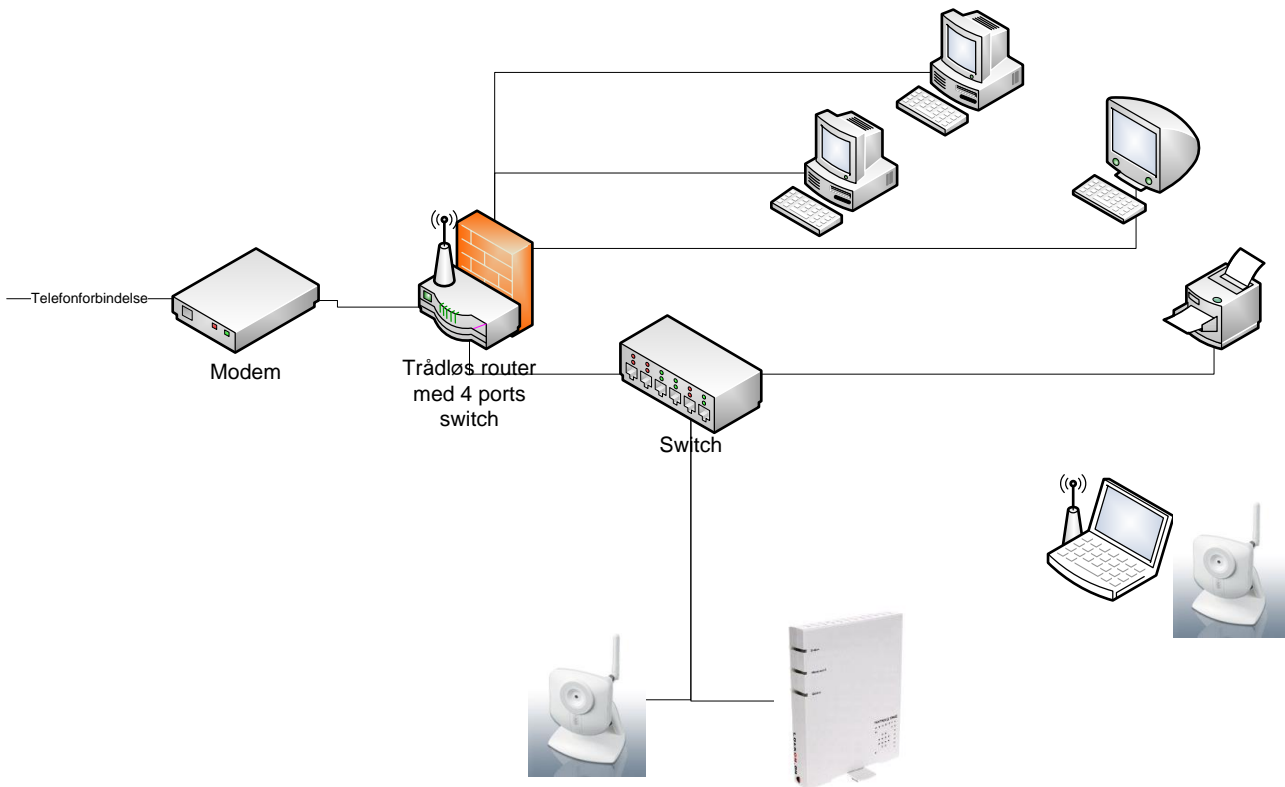 Telefonforbindelse
Modem
Trådløs router
med 4 ports
switch
Switch